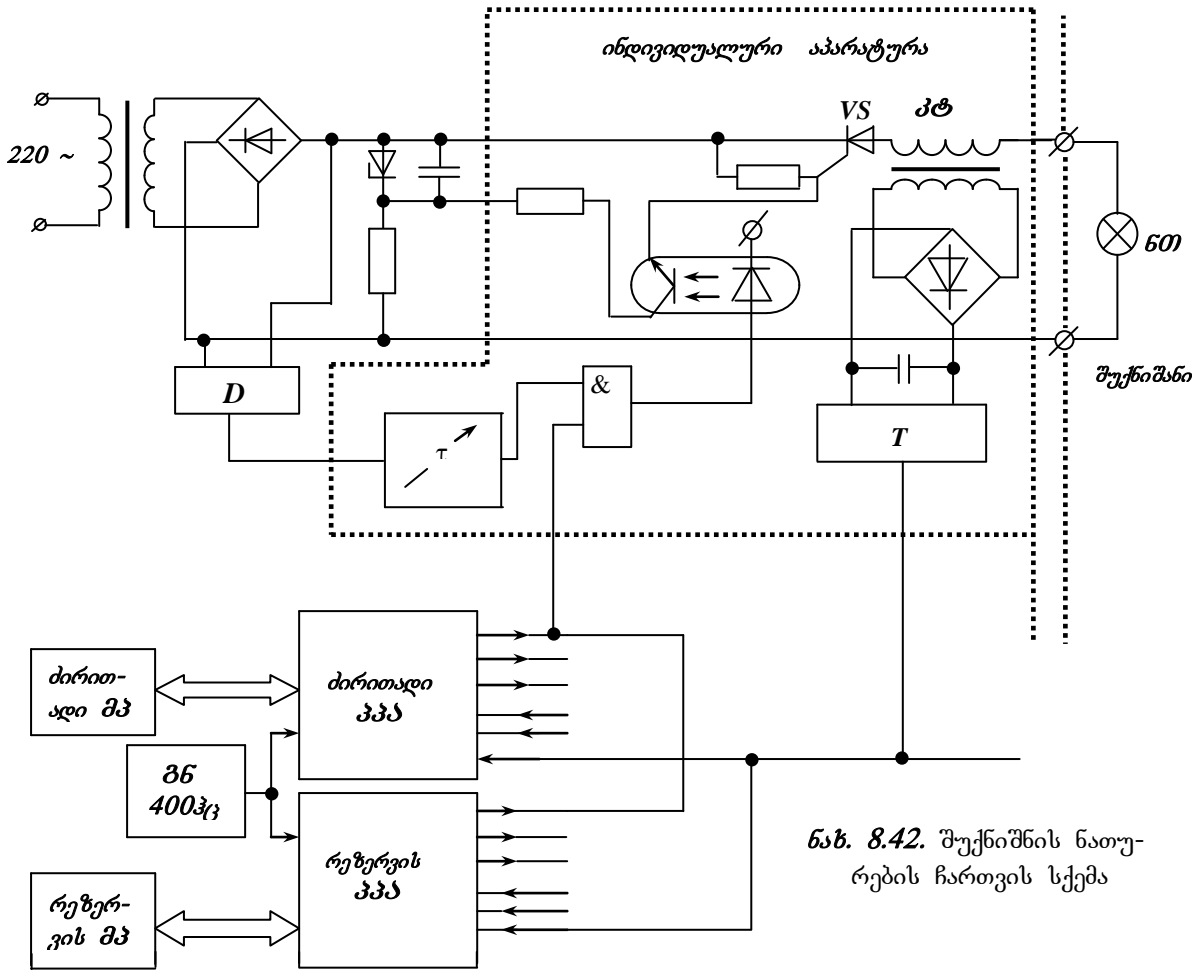 ინდივიდუალური აპარატურა
VS
კტ
220 ~
ნთ
შუქნიშანი
D
&
τ
T
ძირით-
ადი მპ
ძირითადი
პპა
გნ
400ჰც
რეზერვის
პპა
რეზერ-
ვის მპ
ნახ. 8.42. შუქნიშნის ნათუ-
რების ჩართვის სქემა